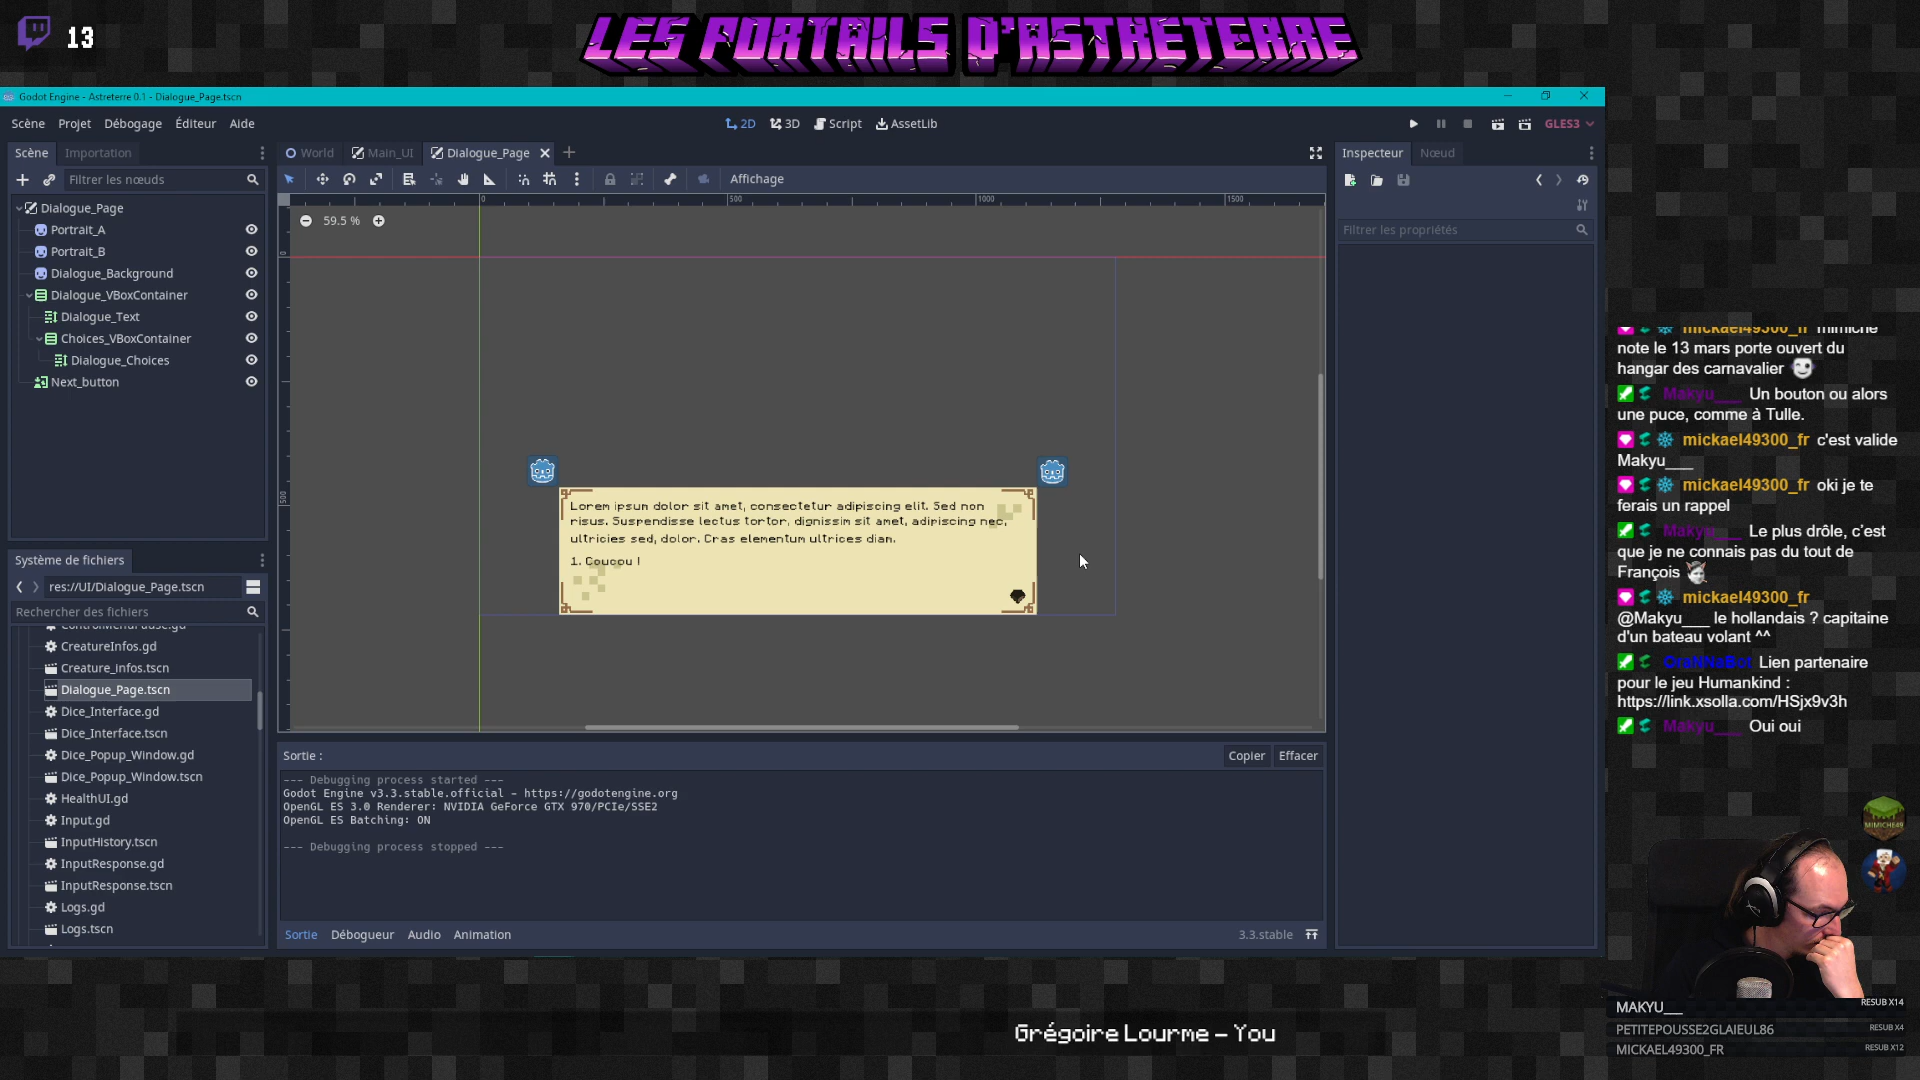 13
LES PORTAILS D'ASTRÉTERRE
Godot Engine - Astreterre 0.1 - Dialogue_Page.tscn
Scène Projet Débogage Éditeur Aide
2D 3D Script AssetLib
GLES3
Scène Importation
World Main_UI Dialogue_Page
Inspecteur Nœud
Filtrer les nœuds
Affichage
Dialogue_Page
Portrait_A
Portrait_B
Dialogue_Background
Dialogue_VBoxContainer
Dialogue_Text
Choices_VBoxContainer
Dialogue_Choices
Next_button
59.5 %
0 500 1000 1500
0
500
Filtrer les propriétés
Lorem ipsum dolor sit amet, consectetur adipiscing elit. Sed non
risus. Suspendisse lectus tortor, dignissim sit amet, adipiscing nec,
ultricies sed, dolor. Cras elementum ultrices dian.
1. Coucou !
Système de fichiers
res://UI/Dialogue_Page.tscn
Rechercher des fichiers
ControlMenuPause.gd
CreatureInfos.gd
Creature_Infos.tscn
Dialogue_Page.tscn
Dice_Interface.gd
Dice_Interface.tscn
Dice_Popup_Window.gd
Dice_Popup_Window.tscn
HealthUI.gd
Input.gd
InputHistory.tscn
InputResponse.gd
InputResponse.tscn
Logs.gd
Logs.tscn
Sortie :
Copier Effacer
--- Debugging process started ---
Godot Engine v3.3.stable.official - https://godotengine.org
OpenGL ES 3.0 Renderer: NVIDIA GeForce GTX 970/PCIe/SSE2
OpenGL ES Batching: ON
--- Debugging process stopped ---
Sortie Débogueur Audio Animation
3.3.stable
mickael49300_fr mimiche
note le 13 mars porte ouvert du
hangar des carnavalier
Makyu___ Un bouton ou alors
une puce, comme à Tulle.
mickael49300_fr c'est valide
Makyu___
mickael49300_fr oki je te
ferais un rappel
Makyu___ Le plus drôle, c'est
que je ne connais pas du tout de
François
mickael49300_fr
@Makyu___ le hollandais ? capitaine
d'un bateau volant ^^
OreNNeBot Lien partenaire
pour le jeu Humankind :
https://link.xsolla.com/HSjx9v3h
Makyu___ Oui oui
MIMICHE49
MAKYU___ RESUB X14
PETITEPOUSSE2GLAIEUL86 RESUB X4
MICKAEL49300_FR RESUB X12
Grégoire Lourme – You